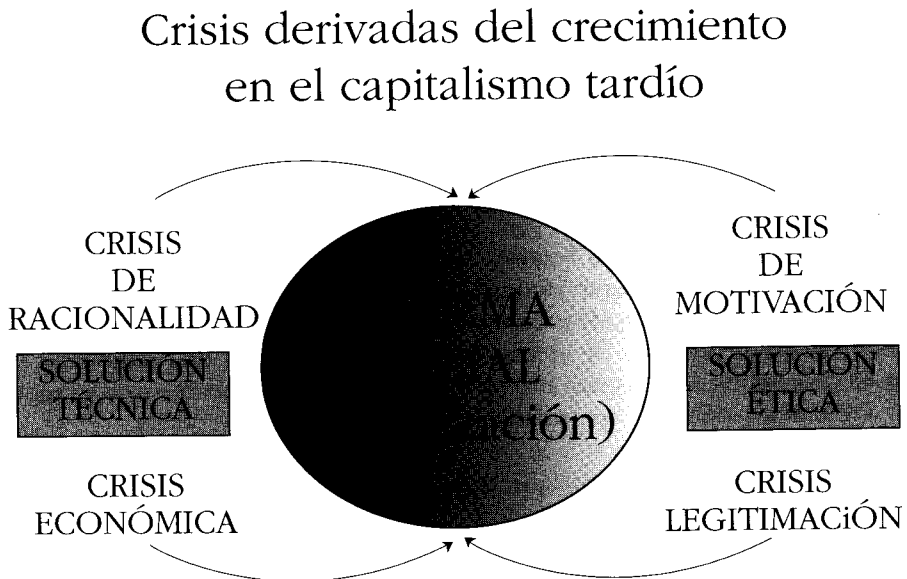 Crisis derivadas del crecimiento
en el capitalismo tardío
CRISIS
DE
RACIONALIDAD
SOLUCIÓN
TÉCNICA
CRISIS
ECONÓMICA
CRISIS
DE
MOTIVACIÓN
SOLUCIÓN
ÉTICA
CRISIS
LEGITIMACiÓN